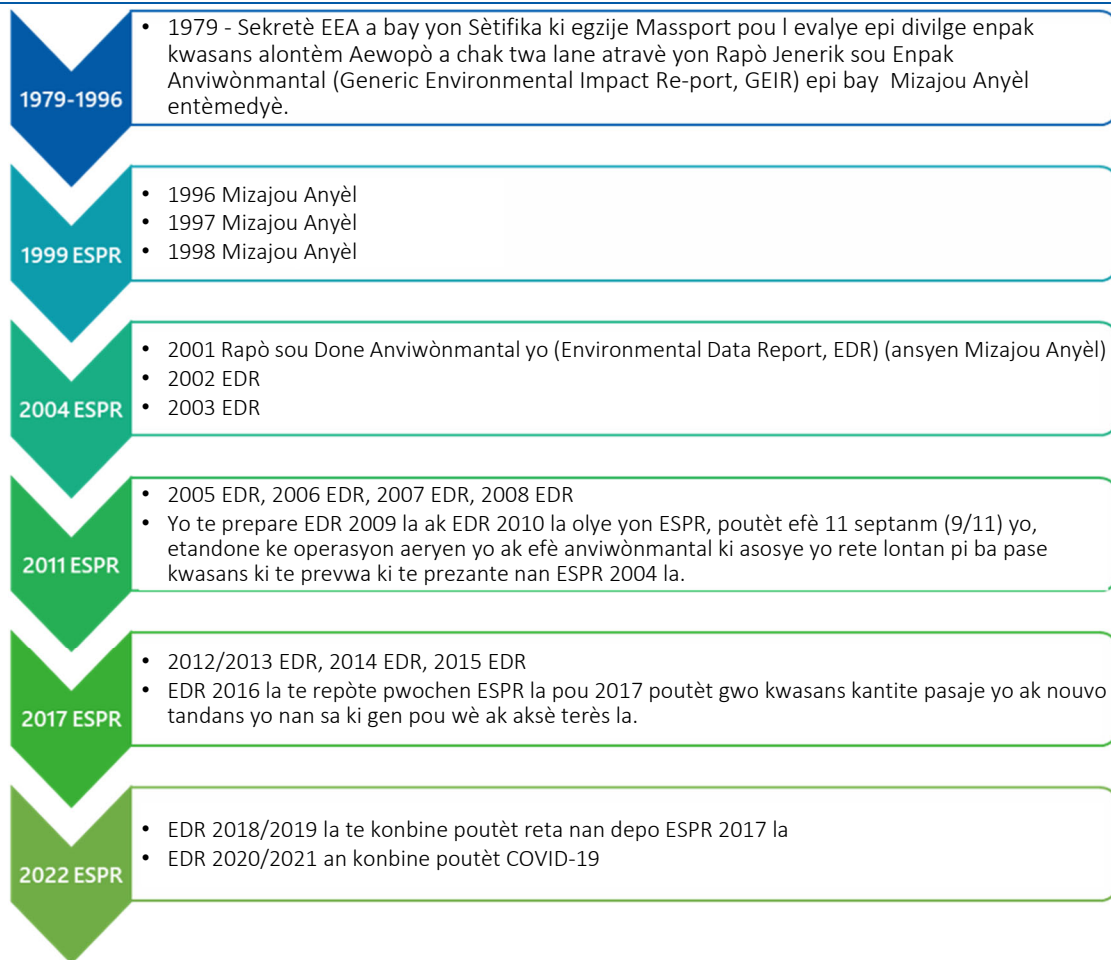 1979-1996
• 1979 - Sekretè EEA a bay yon Sètifika ki egzije Massport pou l evalye epi divilge enpak
kwasans alontèm Aewopò a chak twa lane atravè yon Rapò Jenerik sou Enpak
Anviwònmantal (Generic Environmental Impact Re-port, GEIR) epi bay  Mizajou Anyèl
entèmedyè.
1999 ESPR
• 1996 Mizajou Anyèl
• 1997 Mizajou Anyèl
• 1998 Mizajou Anyèl
2004 ESPR
• 2001 Rapò sou Done Anviwònmantal yo (Environmental Data Report, EDR) (ansyen Mizajou Anyèl)
• 2002 EDR
• 2003 EDR
2011 ESPR
• 2005 EDR, 2006 EDR, 2007 EDR, 2008 EDR
• Yo te prepare EDR 2009 la ak EDR 2010 la olye yon ESPR, poutèt efè 11 septanm (9/11) yo,
etandone ke operasyon aeryen yo ak efè anviwònmantal ki asosye yo rete lontan pi ba pase
kwasans ki te prevwa ki te prezante nan ESPR 2004 la.
2017 ESPR
• 2012/2013 EDR, 2014 EDR, 2015 EDR
• EDR 2016 la te repòte pwochen ESPR la pou 2017 poutèt gwo kwasans kantite pasaje yo ak nouvo
tandans yo nan sa ki gen pou wè ak aksè terès la.
2022 ESPR
• EDR 2018/2019 la te konbine poutèt reta nan depo ESPR 2017 la
• EDR 2020/2021 an konbine poutèt COVID-19